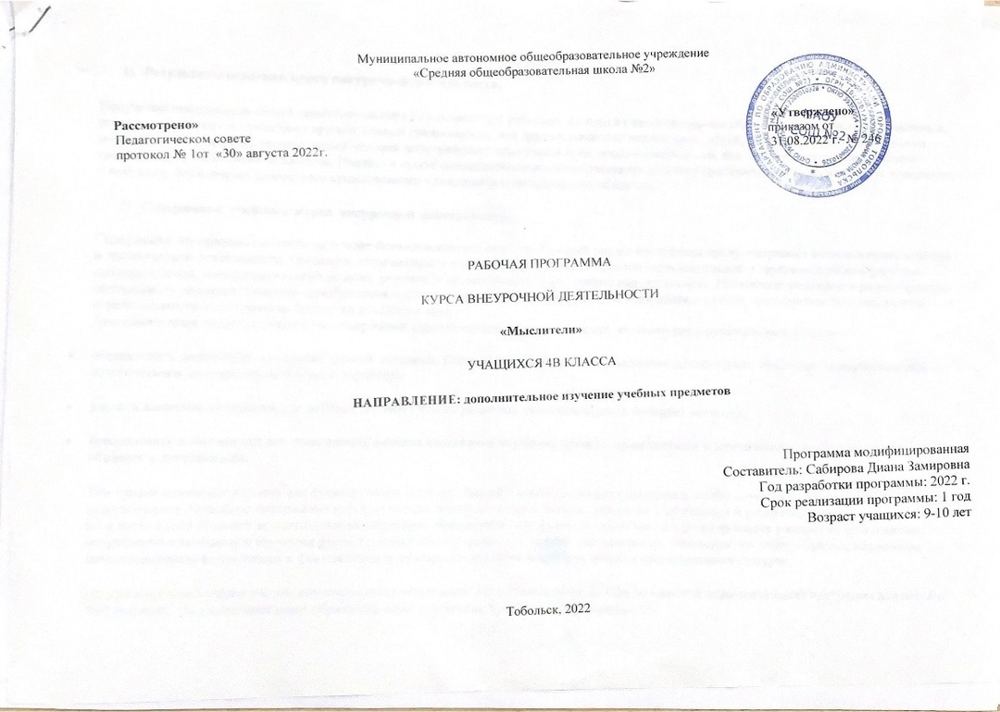 Муниципальное автономное общеобразовательное учреждение
«Средняя общеобразовательная школа №2»
Рассмотрено»
Педагогическом совете
протокол № 1от «30» августа 2022г.
«Утверждено»
приказом от
31.08.2022 г. № 246
МАОУ
СОШ №2
РАБОЧАЯ ПРОГРАММА
КУРСА ВНЕУРОЧНОЙ ДЕЯТЕЛЬНОСТИ
«Мыслители»
УЧАЩИХСЯ 4В КЛАССА
НАПРАВЛЕНИЕ: дополнительное изучение учебных предметов
Программа модифицированная
Составитель: Сабирова Диана Замировна
Год разработки программы: 2022 г.
Срок реализации программы: 1 год
Возраст учащихся: 9-10 лет
Тобольск, 2022